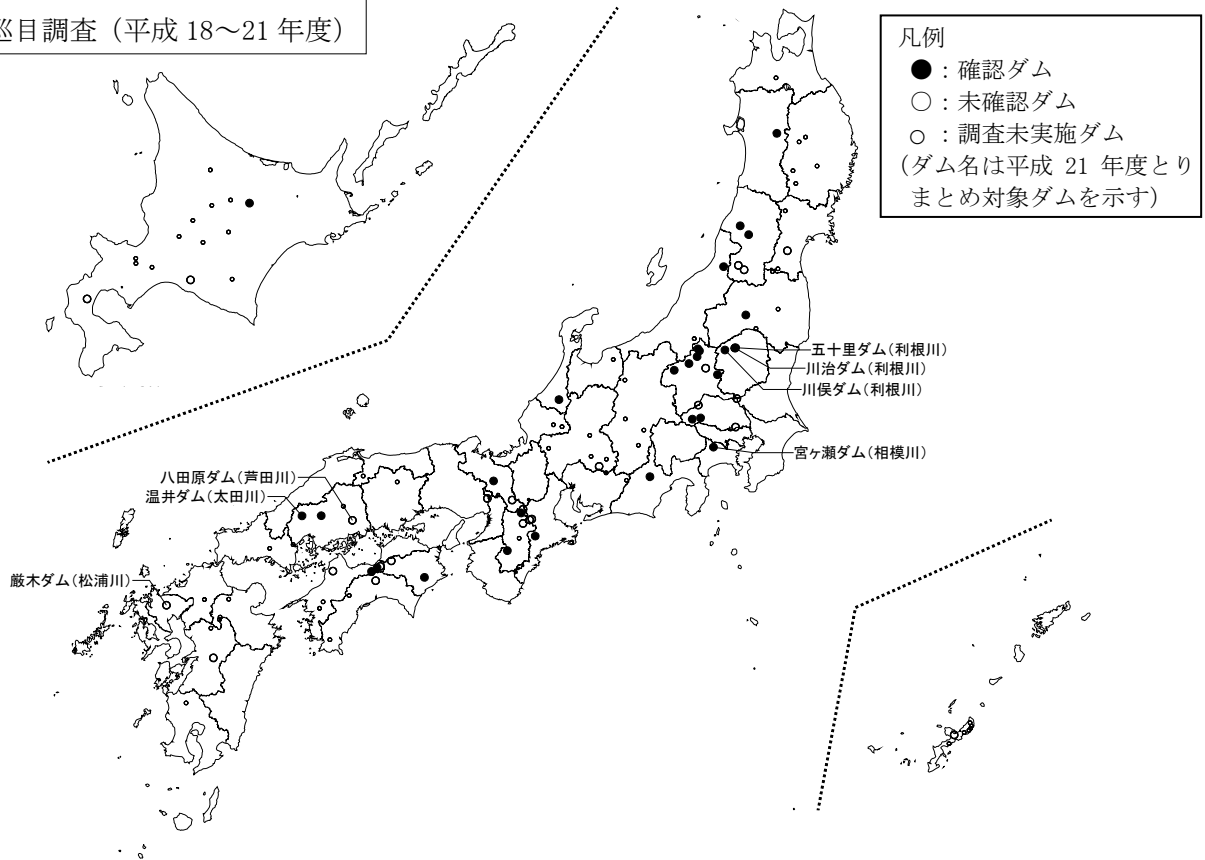 巡目調査（平成 18～21 年度）
凡例
●：確認ダム
○：未確認ダム
○：調査未実施ダム
（ダム名は平成 21 年度とり
まとめ対象ダムを示す）
五十里ダム（利根川）
川治ダム（利根川）
川俣ダム（利根川）
宮ヶ瀬ダム（相模川）
八田原ダム（芦田川）
温井ダム（太田川）
厳木ダム（松浦川）